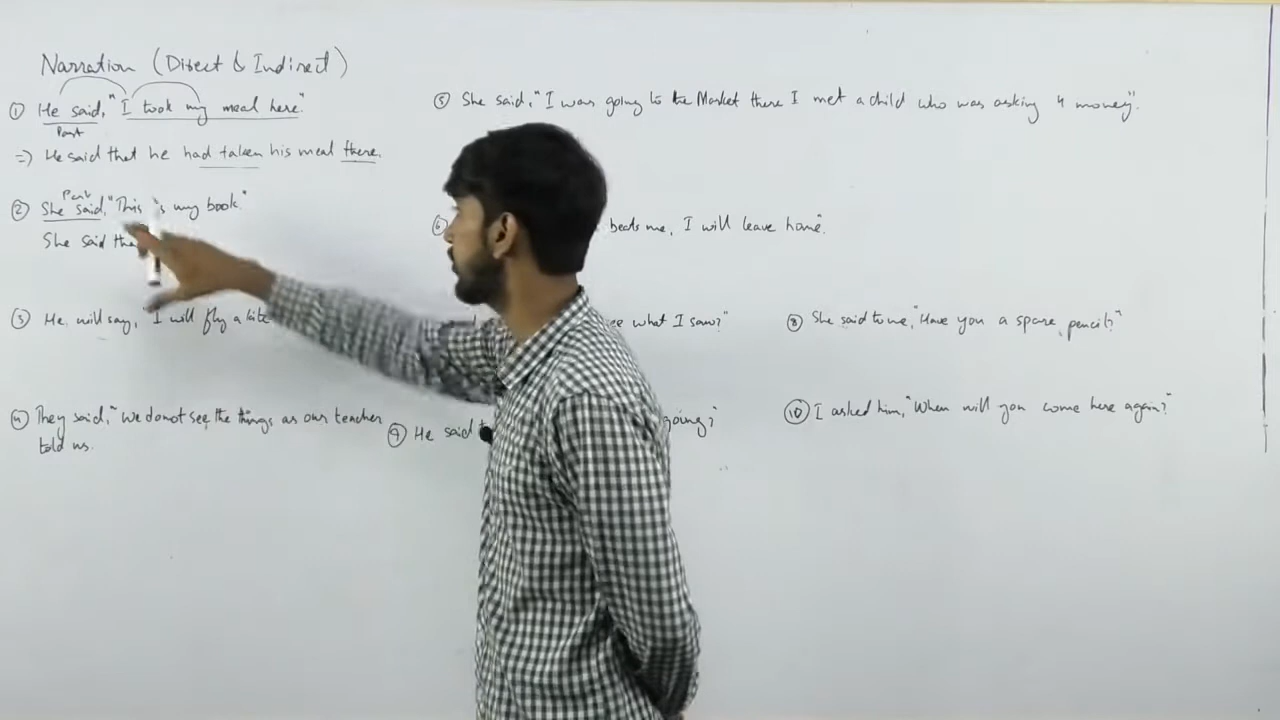 Narration (Direct & Indirect)
① He said, "I took my meal here."
Past
⇒ He said that he had taken his meal there.
Past
② She said, "This is my book."
She said tha
③ He will say, "I will fly a kite
④ They said, "we do not see the things as our teacher
told us.
⑤ She said, "I was going to the Market there I met a child who was asking 4 money".
⑥ beats me, I will leave home".
ee what I saw?"
⑧ She said to me, "Have you a spare pencil?"
⑨ He said t going?"
⑩ I asked him, "When will you come here again?"